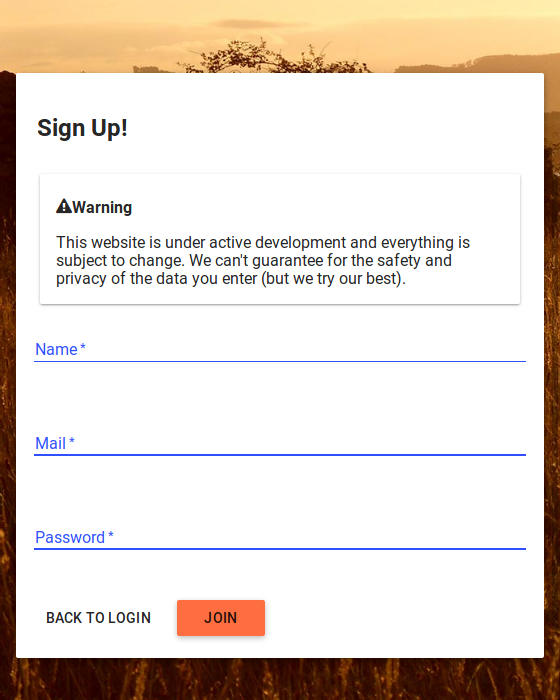 Sign Up!
Warning
This website is under active development and everything is
subject to change. We can't guarantee for the safety and
privacy of the data you enter (but we try our best).
Name *
Mail *
Password *
BACK TO LOGIN JOIN